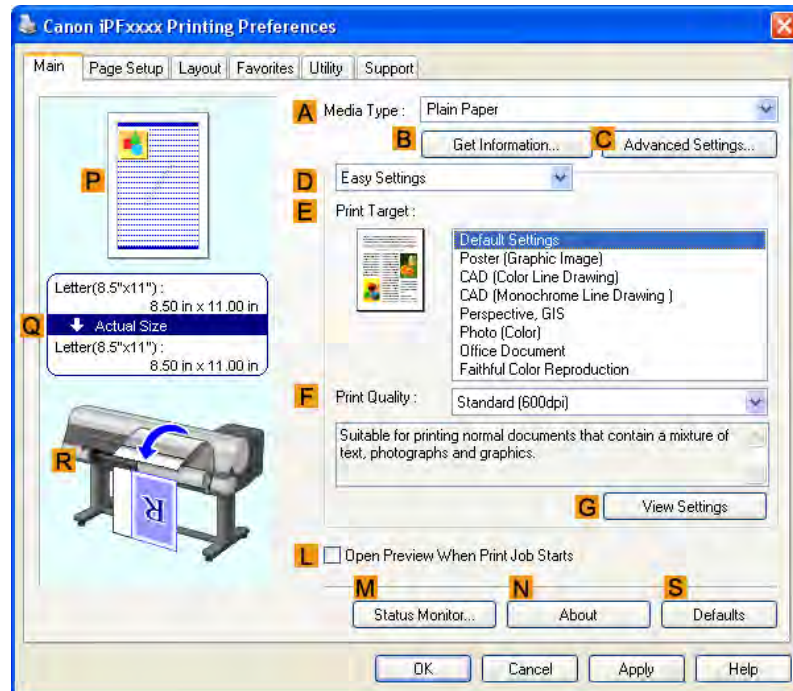 Canon iPFxxxx Printing Preferences
Main Page Setup Layout Favorites Utility Support
A Media Type : Plain Paper
B Get Information... C Advanced Settings...
P
D Easy Settings
E Print Target :
Default Settings
Poster (Graphic Image)
CAD (Color Line Drawing)
CAD (Monochrome Line Drawing )
Perspective, GIS
Photo (Color)
Office Document
Faithful Color Reproduction
Letter(8.5"x11") :
8.50 in x 11.00 in
Q Actual Size
Letter(8.5"x11") :
8.50 in x 11.00 in
F Print Quality : Standard (600dpi)
Suitable for printing normal documents that contain a mixture of
text, photographs and graphics.
R
R
G View Settings
L Open Preview When Print Job Starts
M N S
Status Monitor... About Defaults
OK Cancel Apply Help